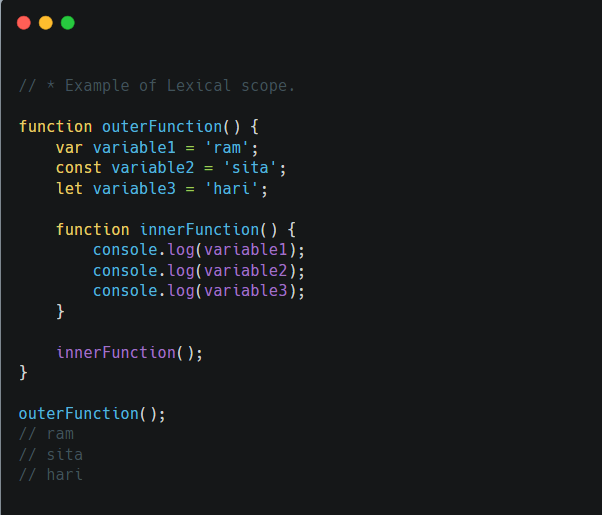 // * Example of Lexical scope.

function outerFunction() {
    var variable1 = 'ram';
    const variable2 = 'sita';
    let variable3 = 'hari';

    function innerFunction() {
        console.log(variable1);
        console.log(variable2);
        console.log(variable3);
    }

    innerFunction();
}

outerFunction();
// ram
// sita
// hari